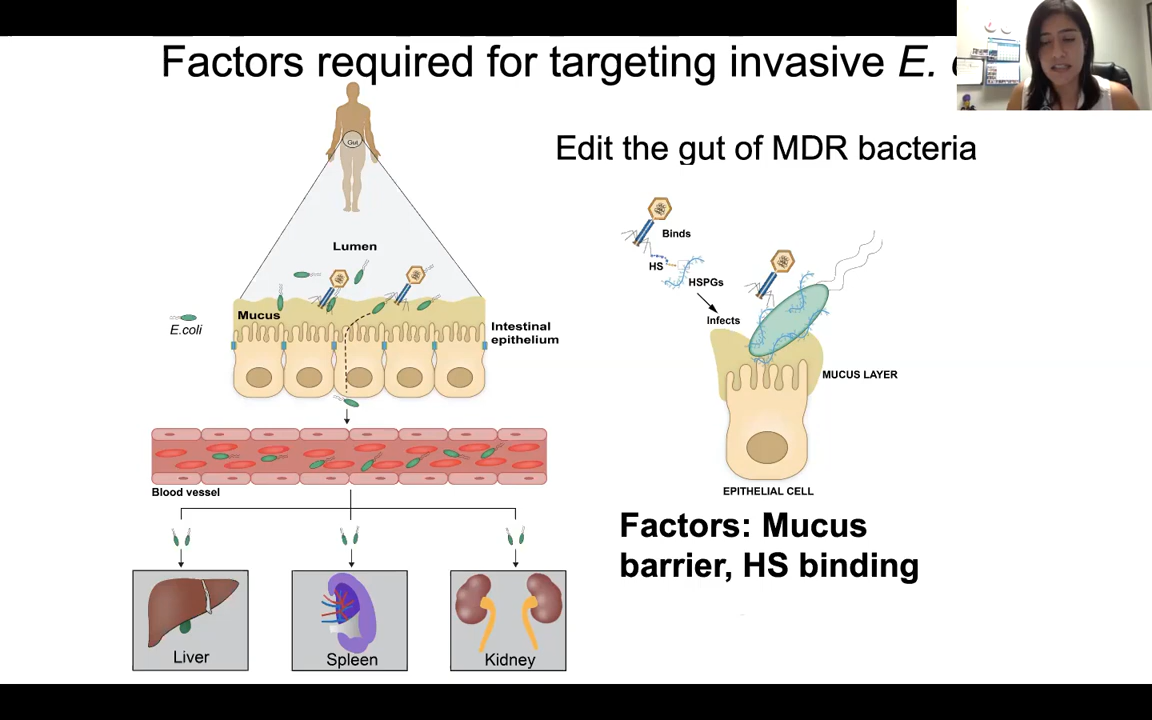 Factors required for targeting invasive E.
Edit the gut of MDR bacteria
Gut
Lumen
Mucus
E.coli
Intestinal
epithelium
Blood vessel
Liver
Spleen
Kidney
Binds
HS
HSPGs
Infects
MUCUS LAYER
EPITHELIAL CELL
Factors: Mucus
barrier, HS binding